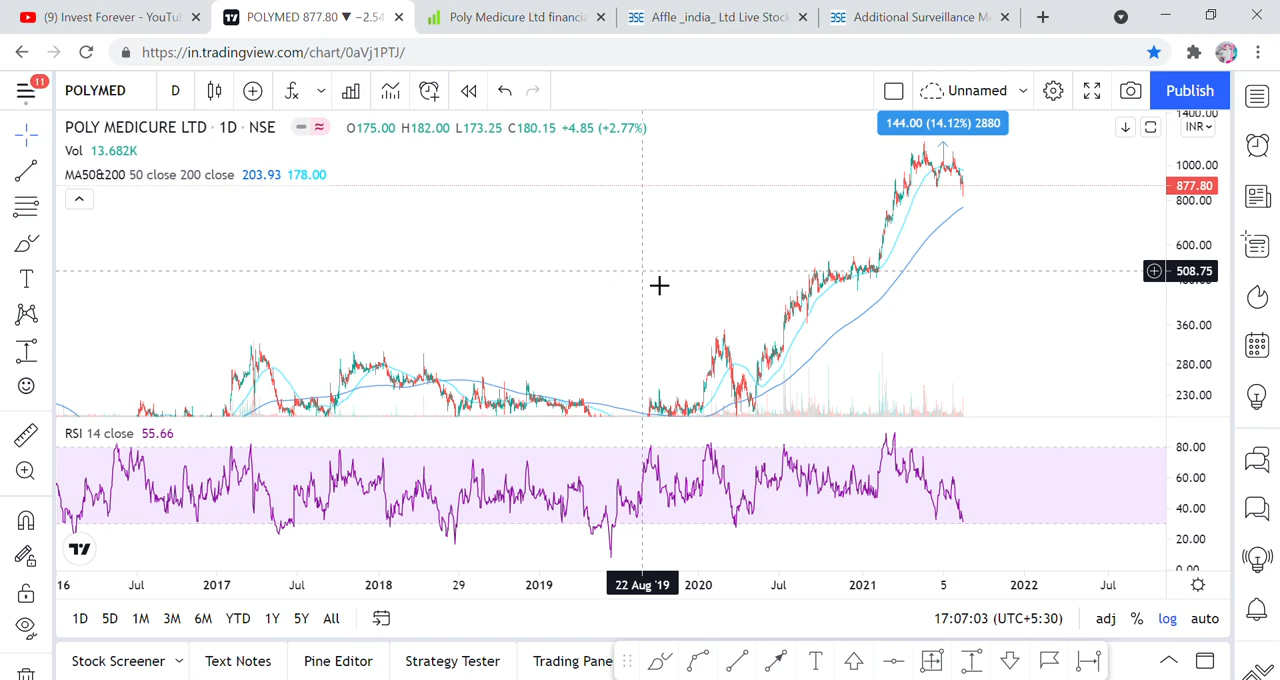 (9) Invest Forever - YouTu
POLYMED 877.80 ▼ −2.54
Poly Medicure Ltd financia
BSE Affle _india_ Ltd Live Stock
BSE Additional Surveillance M
https://in.tradingview.com/chart/0aVj1PTJ/
11
POLYMED D
Unnamed
Publish
POLY MEDICURE LTD · 1D · NSE O175.00 H182.00 L173.25 C180.15 +4.85 (+2.77%)
Vol 13.682K
MA50&200 50 close 200 close 203.93 178.00
144.00 (14.12%) 2880
INR
1400.00
1000.00
877.80
800.00
600.00
508.75
360.00
280.00
230.00
RSI 14 close 55.66
80.00
60.00
40.00
20.00
0.00
16 Jul 2017 Jul 2018 29 2019 22 Aug '19 2020 Jul 2021 5 2022 Jul
1D 5D 1M 3M 6M YTD 1Y 5Y All 17:07:03 (UTC+5:30) adj % log auto
Stock Screener Text Notes Pine Editor Strategy Tester Trading Pane